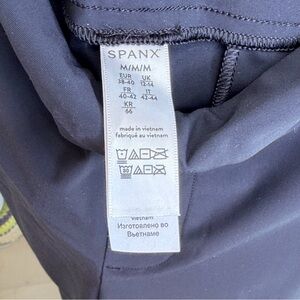 SPANX
M/M/M
EUR UK
38-40 12-14
FR IT
40-42 42-44
KR
66
made in vietnam
fabriqué au vietnam
30
Vietnam
Изготовлено во
Вьетнаме